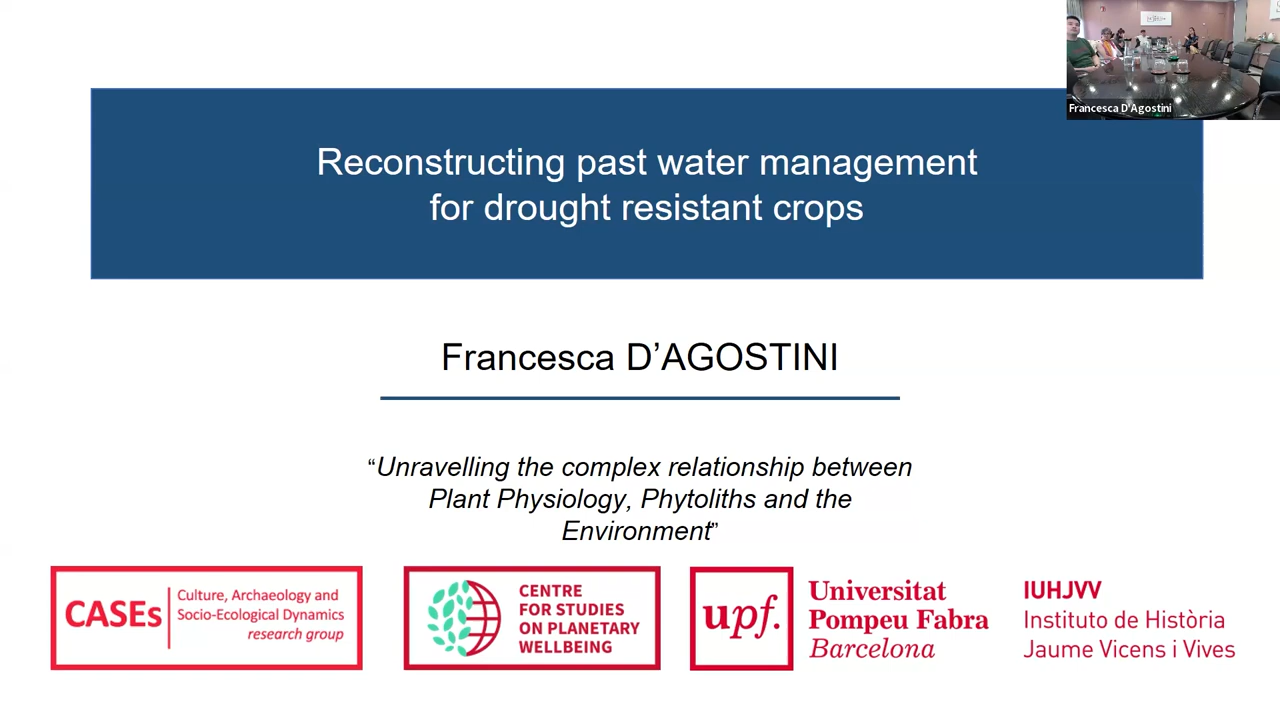 Francesca D'Agostini
Reconstructing past water management
for drought resistant crops
Francesca D’AGOSTINI
“Unravelling the complex relationship between
Plant Physiology, Phytoliths and the
Environment”
CASEs
Culture, Archaeology and
Socio-Ecological Dynamics
research group
CENTRE
FOR STUDIES
ON PLANETARY
WELLBEING
upf.
Universitat
Pompeu Fabra
Barcelona
IUHJVV
Instituto de Història
Jaume Vicens i Vives